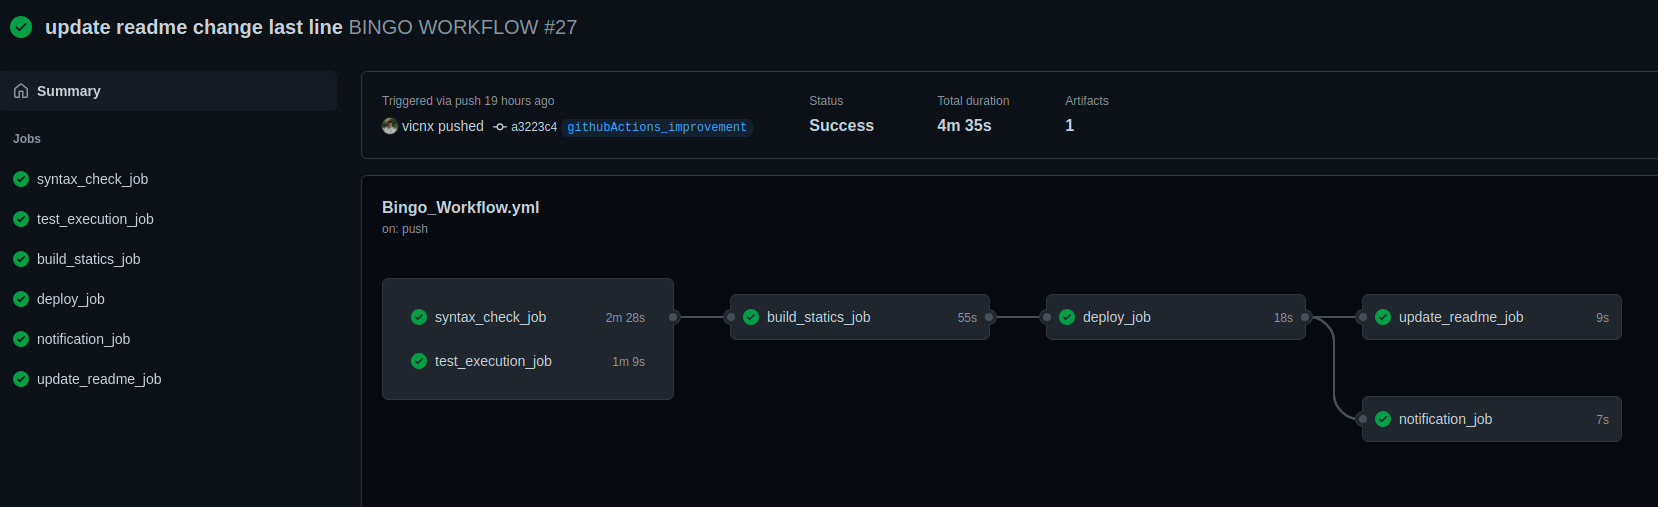 update readme change last line BINGO WORKFLOW #27
Summary
Jobs
syntax_check_job
test_execution_job
build_statics_job
deploy_job
notification_job
update_readme_job
Triggered via push 19 hours ago
vicnx pushed a3223c4 githubActions_improvement
Status
Success
Total duration
4m 35s
Artifacts
1
Bingo_Workflow.yml
on: push
syntax_check_job 2m 28s
test_execution_job 1m 9s
build_statics_job 55s
deploy_job 18s
update_readme_job 9s
notification_job 7s